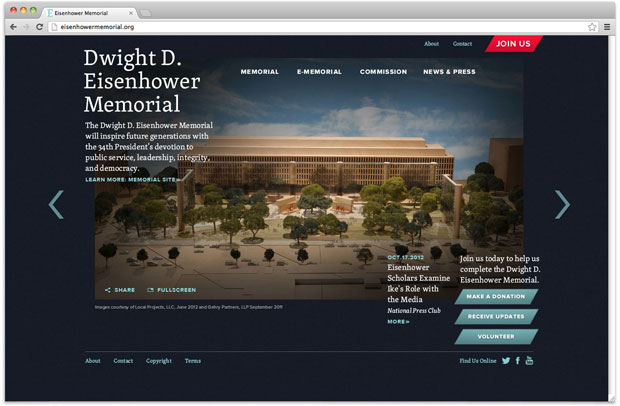 Eisenhower Memorial
eisenhowermemorial.org
About
Contact
JOIN US
Dwight D.
Eisenhower
Memorial
MEMORIAL
E-MEMORIAL
COMMISSION
NEWS & PRESS
The Dwight D. Eisenhower Memorial
will inspire future generations with
the 34th President's devotion to
public service, leadership, integrity,
and democracy.
LEARN MORE: MEMORIAL SITE»
OCT.17.2012
Eisenhower
Scholars Examine
Ike's Role with
the Media
National Press Club
MORE»
Join us today to help us
complete the Dwight D.
Eisenhower Memorial.
MAKE A DONATION
RECEIVE UPDATES
VOLUNTEER
SHARE
FULLSCREEN
Images courtesy of Local Projects, LLC, June 2012 and Gehry Partners, LLP September 2011
About
Contact
Copyright
Terms
Find Us Online